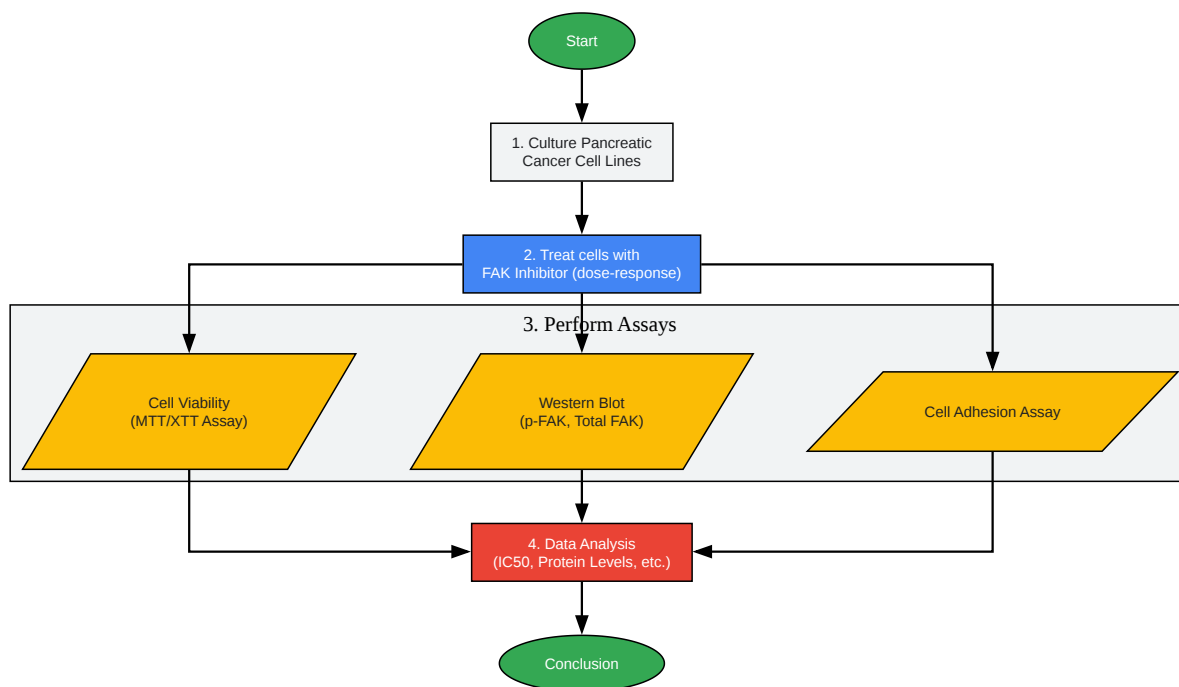 Start
1. Culture Pancreatic
Cancer Cell Lines
2. Treat cells with
FAK Inhibitor (dose-response)
3. Perform Assays
Cell Viability
(MTT/XTT Assay)
Western Blot
(p-FAK, Total FAK)
Cell Adhesion Assay
4. Data Analysis
(IC50, Protein Levels, etc.)
Conclusion